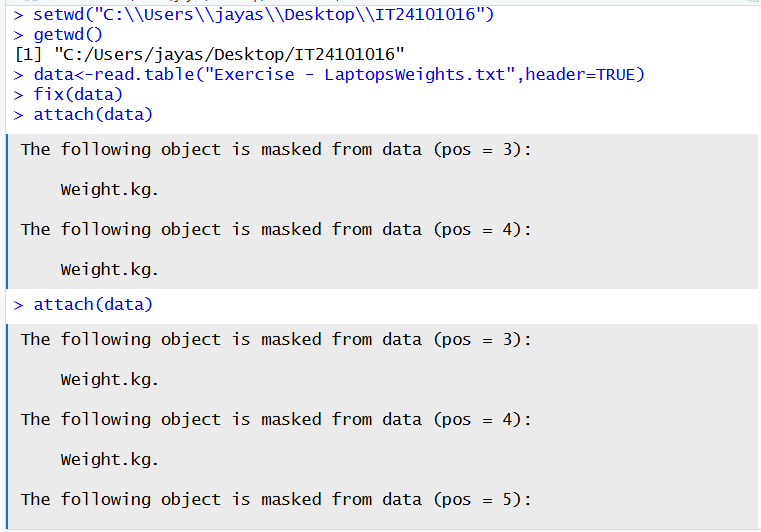 > setwd("C:\\Users\\jayas\\Desktop\\IT24101016")
> getwd()
[1] "C:/Users/jayas/Desktop/IT24101016"
> data<-read.table("Exercise - LaptopsWeights.txt",header=TRUE)
> fix(data)
> attach(data)
The following object is masked from data (pos = 3):
Weight.kg.
The following object is masked from data (pos = 4):
Weight.kg.
> attach(data)
The following object is masked from data (pos = 3):
Weight.kg.
The following object is masked from data (pos = 4):
Weight.kg.
The following object is masked from data (pos = 5):